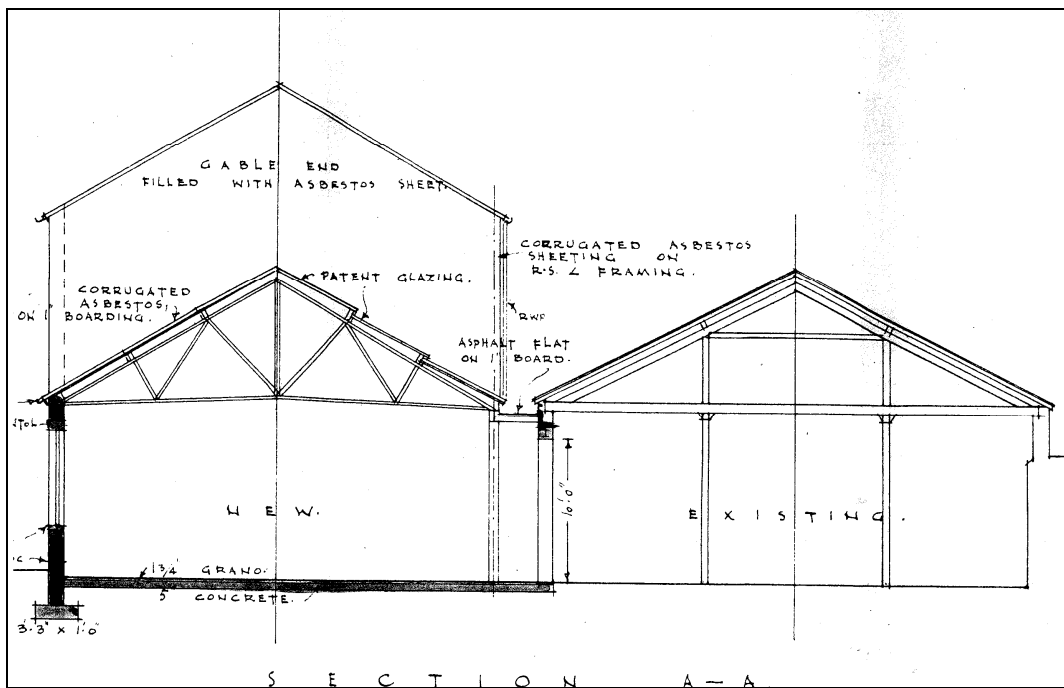 GABLE END
FILLED WITH ASBESTOS SHEET.
CORRUGATED ASBESTOS
SHEETING ON
R.S. ∠ FRAMING.
PATENT GLAZING.
CORRUGATED
ASBESTOS,
ON 1" BOARDING.
RWP
ASPHALT FLAT
ON 1" BOARD.
NEW.
10'.0"
EXISTING.
1 3/4" GRANO.
5" CONCRETE.
3'.3" x 1'.0"
SECTION A-A.